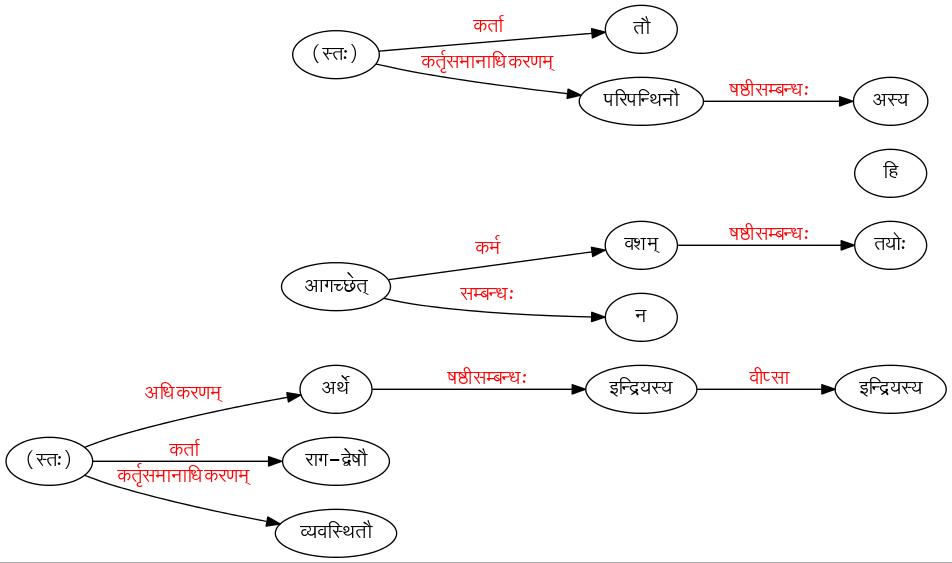 कर्ता
तौ
(स्तः)
कर्तृसमानाधिकरणम्
परिपन्थिनौ
षष्ठीसम्बन्धः
अस्य
हि
कर्म
वशम्
षष्ठीसम्बन्धः
तयोः
आगच्छेत्
सम्बन्धः
न
अधिकरणम्
अर्थे
षष्ठीसम्बन्धः
इन्द्रियस्य
वीप्सा
इन्द्रियस्य
(स्तः)
कर्ता
राग-द्वेषौ
कर्तृसमानाधिकरणम्
व्यवस्थितौ